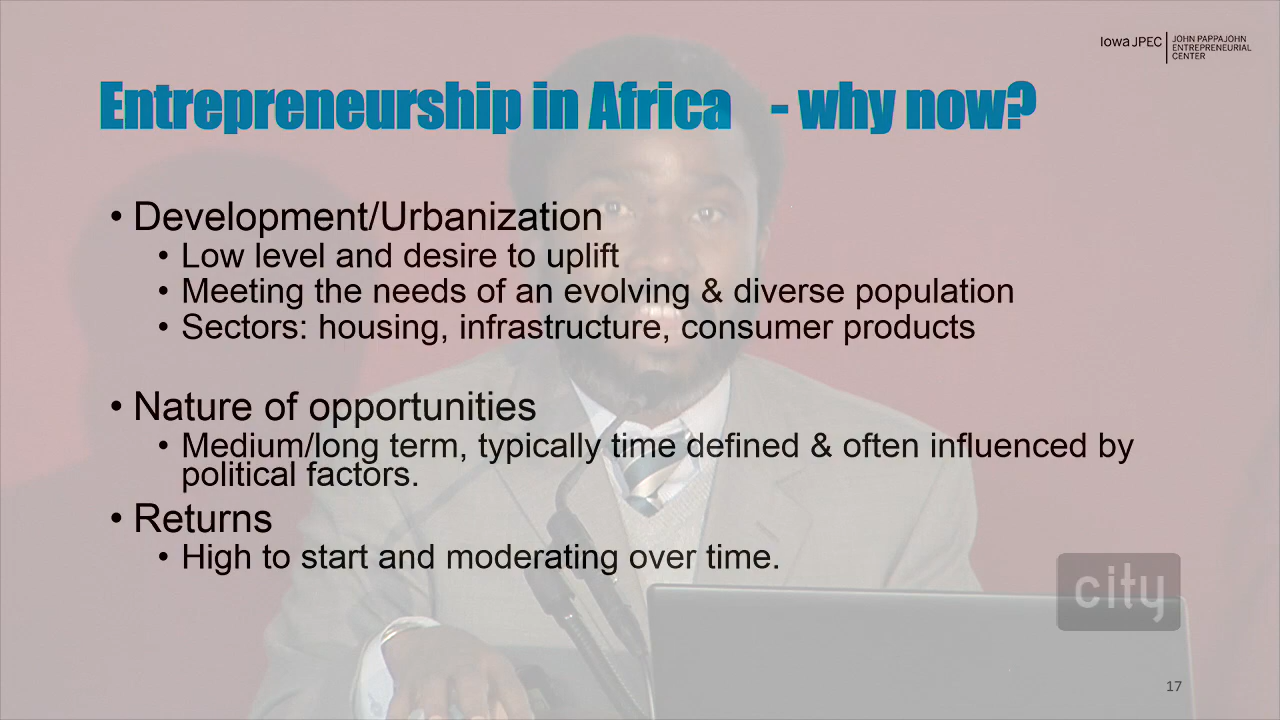 Iowa JPEC
JOHN PAPPAJOHN
ENTREPRENEURIAL
CENTER
Entrepreneurship in Africa - why now?
• Development/Urbanization
• Low level and desire to uplift
• Meeting the needs of an evolving & diverse population
• Sectors: housing, infrastructure, consumer products
• Nature of opportunities
• Medium/long term, typically time defined & often influenced by
political factors.
• Returns
• High to start and moderating over time.
city
17